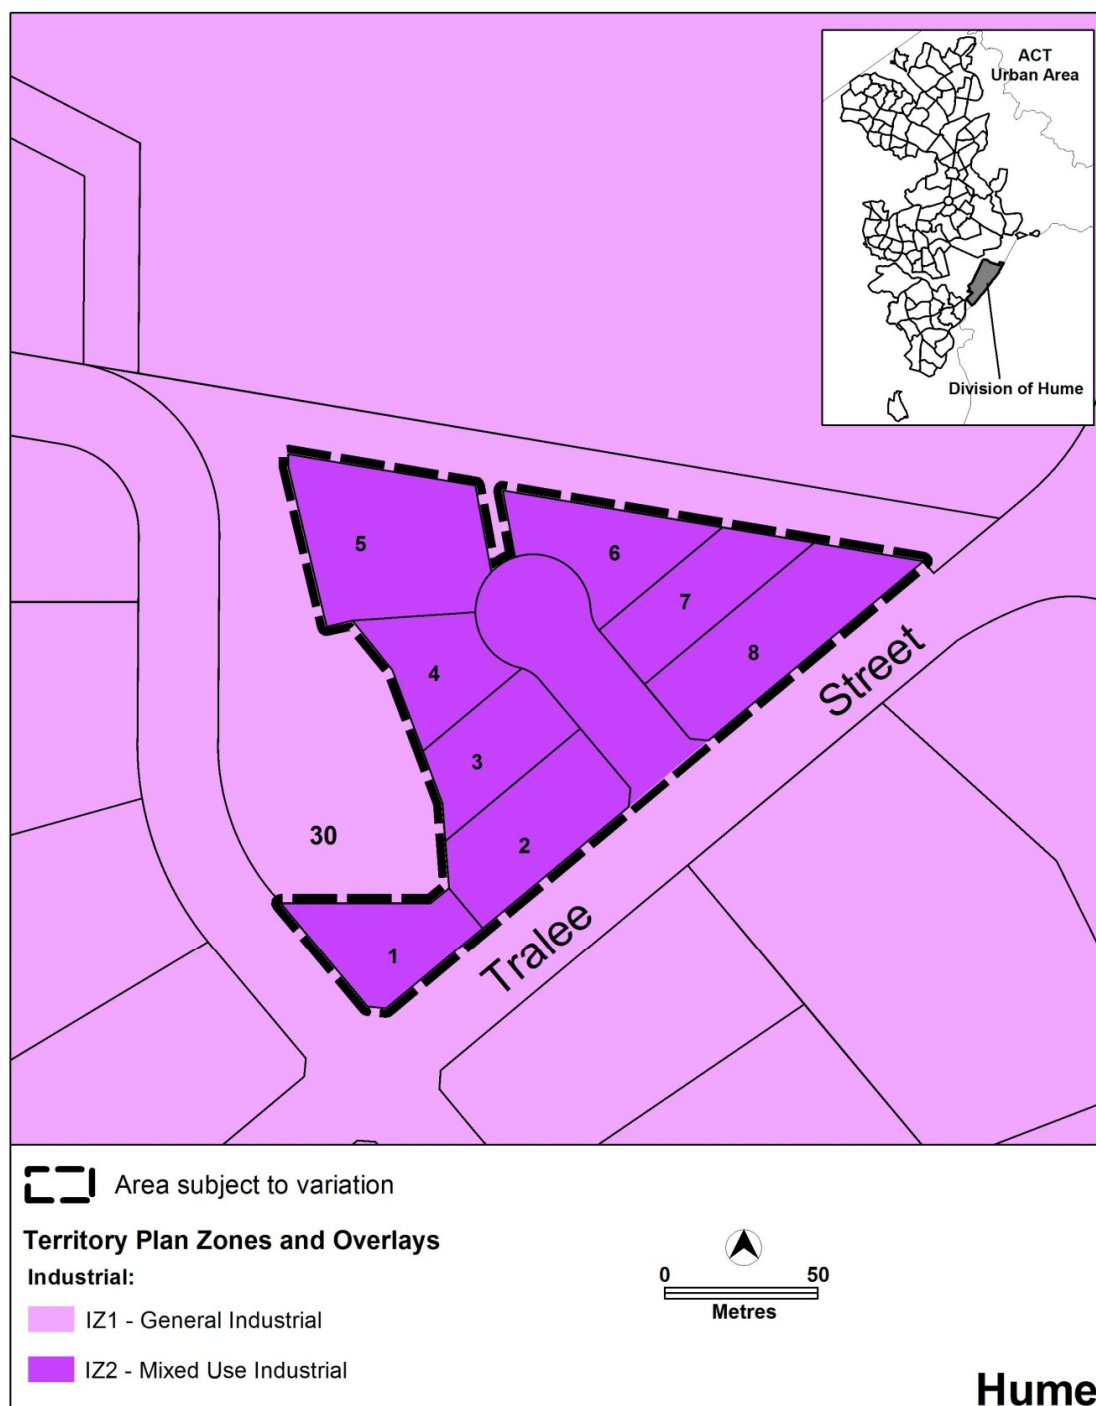 ACT
Urban Area
Division of Hume
5
6
7
4
8
Street
3
30
2
1
Tralee
Area subject to variation
Territory Plan Zones and Overlays
Industrial:
IZ1 - General Industrial
IZ2 - Mixed Use Industrial
0 50
Metres
Hume